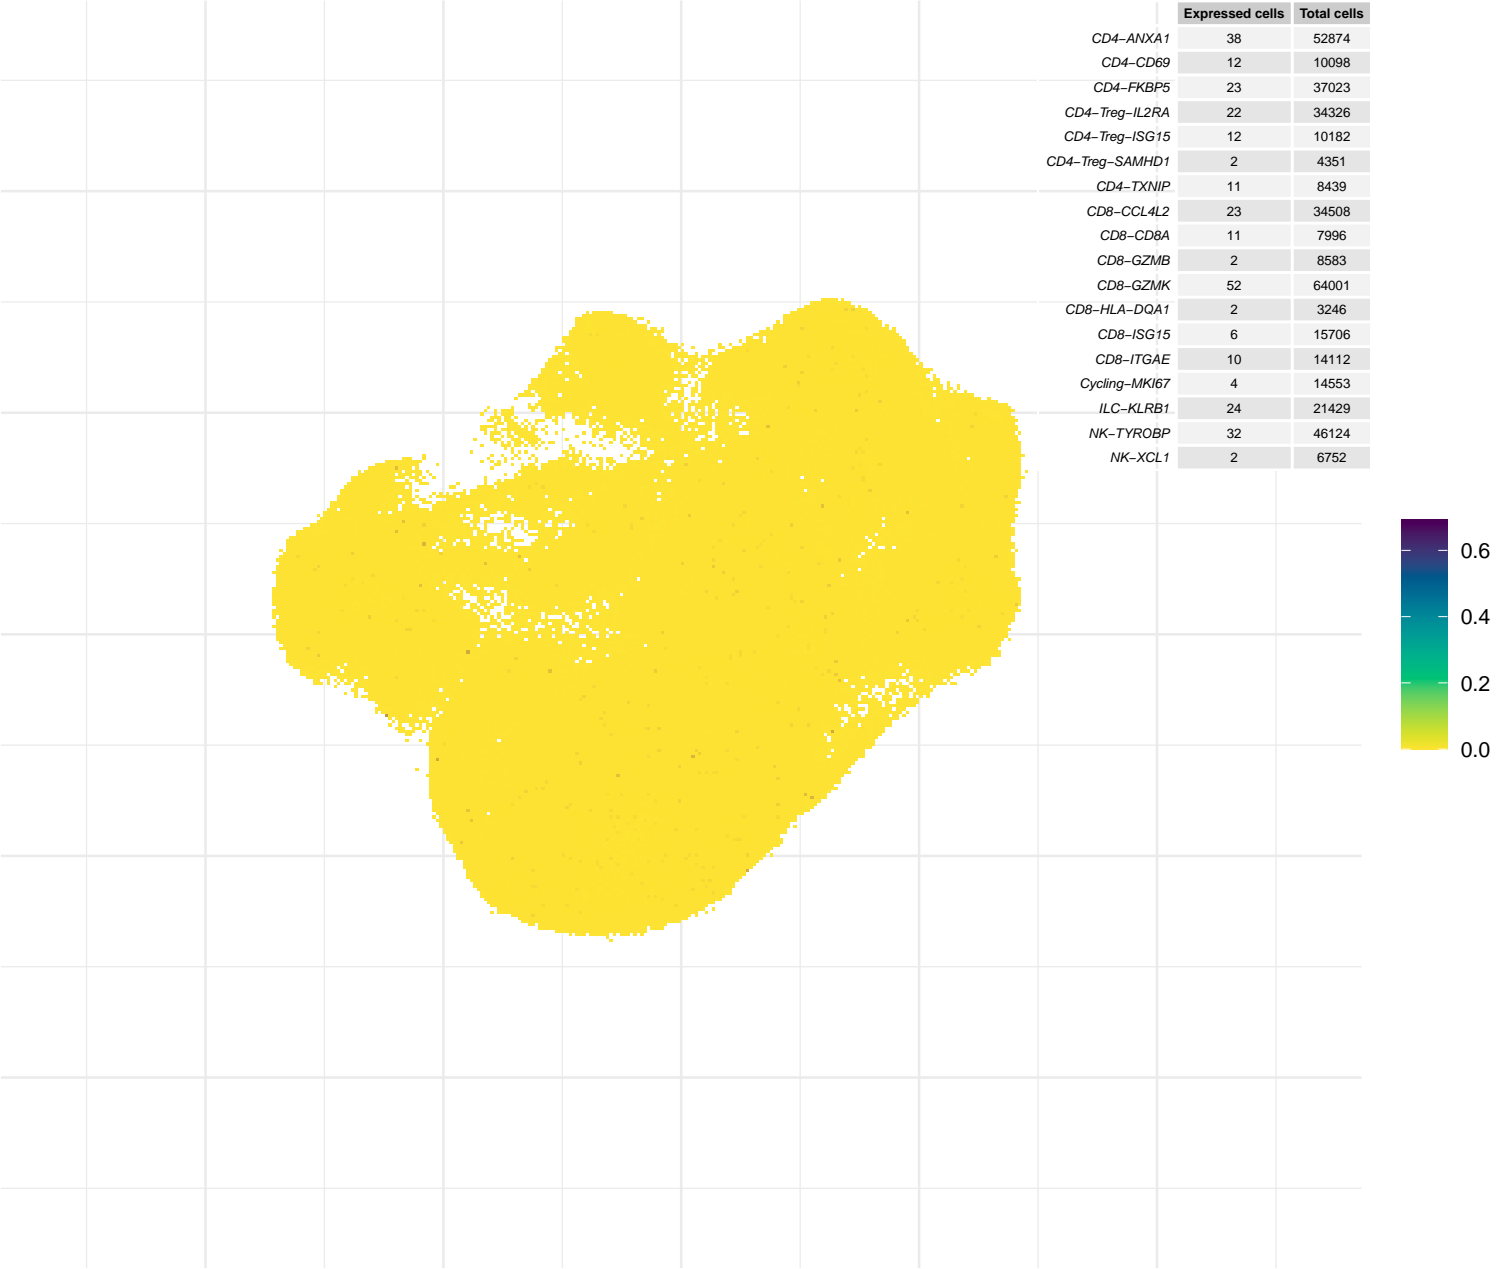 Expressed cells Total cells
CD4−ANXA1 38 52874
CD4−CD69 12 10098
CD4−FKBP5 23 37023
CD4−Treg−IL2RA 22 34326
CD4−Treg−ISG15 12 10182
CD4−Treg−SAMHD1 2 4351
CD4−TXNIP 11 8439
CD8−CCL4L2 23 34508
CD8−CD8A 11 7996
CD8−GZMB 2 8583
CD8−GZMK 52 64001
CD8−HLA−DQA1 2 3246
CD8−ISG15 6 15706
CD8−ITGAE 10 14112
Cycling−MKI67 4 14553
ILC−KLRB1 24 21429
NK−TYROBP 32 46124
NK−XCL1 2 6752
0.6
0.4
0.2
0.0